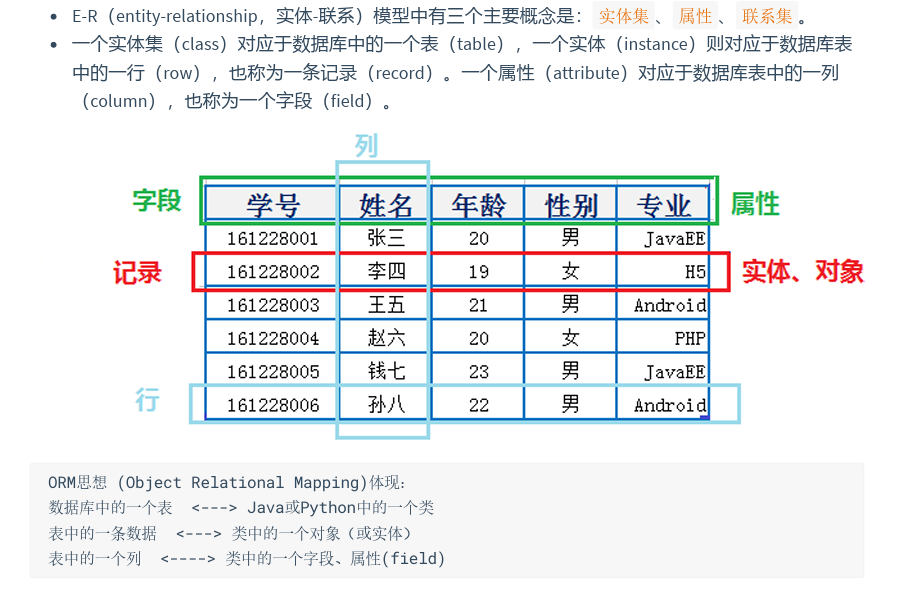 E-R（entity-relationship，实体-联系）模型中有三个主要概念是： 实体集 、 属性 、 联系集 。
一个实体集（class）对应于数据库中的一个表（table），一个实体（instance）则对应于数据库表
中的一行（row），也称为一条记录（record）。一个属性（attribute）对应于数据库表中的一列
（column），也称为一个字段（field）。
列
字段 学号 姓名 年龄 性别 专业 属性
161228001 张三 20 男 JavaEE
记录 161228002 李四 19 女 H5 实体、对象
161228003 王五 21 男 Android
161228004 赵六 20 女 PHP
161228005 钱七 23 男 JavaEE
行 161228006 孙八 22 男 Android
ORM思想 (Object Relational Mapping)体现：
数据库中的一个表 <---> Java或Python中的一个类
表中的一条数据 <---> 类中的一个对象（或实体）
表中的一个列 <----> 类中的一个字段、属性(field)